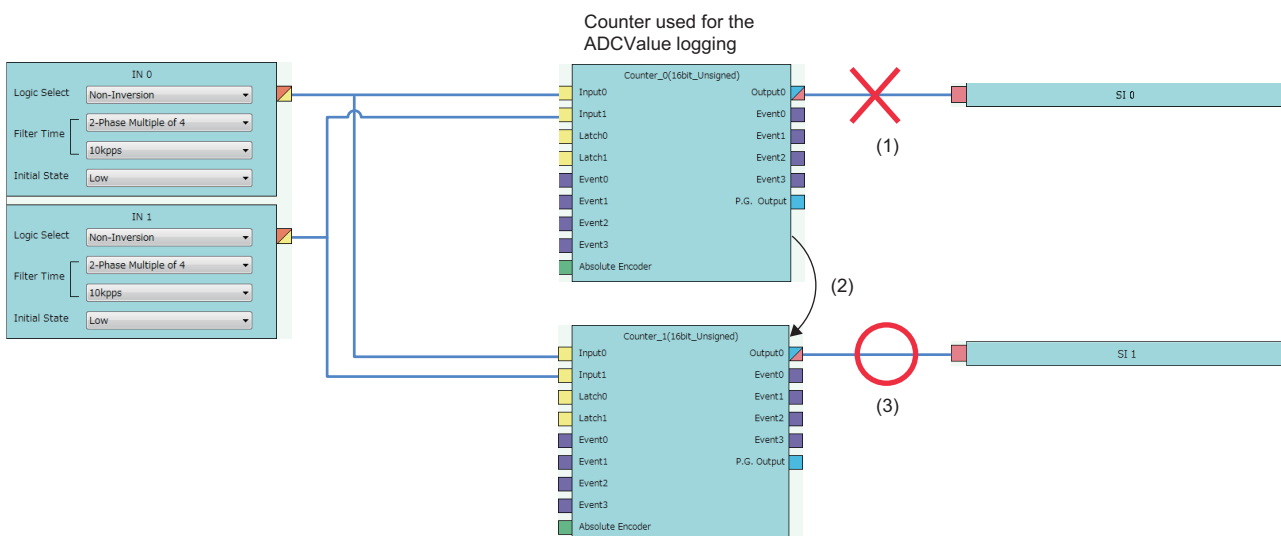 Counter used for the
ADCValue logging
IN 0
Logic Select Non-Inversion
Filter Time 2-Phase Multiple of 4
10kpps
Initial State Low
IN 1
Logic Select Non-Inversion
Filter Time 2-Phase Multiple of 4
10kpps
Initial State Low
Counter_0(16bit_Unsigned)
Input0 Output0
Input1 Event0
Latch0 Event1
Latch1 Event2
Event0 Event3
Event1 P.G. Output
Event2
Event3
Absolute Encoder
(1)
SI 0
(2)
Counter_1(16bit_Unsigned)
Input0 Output0
Input1 Event0
Latch0 Event1
Latch1 Event2
Event0 Event3
Event1 P.G. Output
Event2
Event3
Absolute Encoder
(3)
SI 1